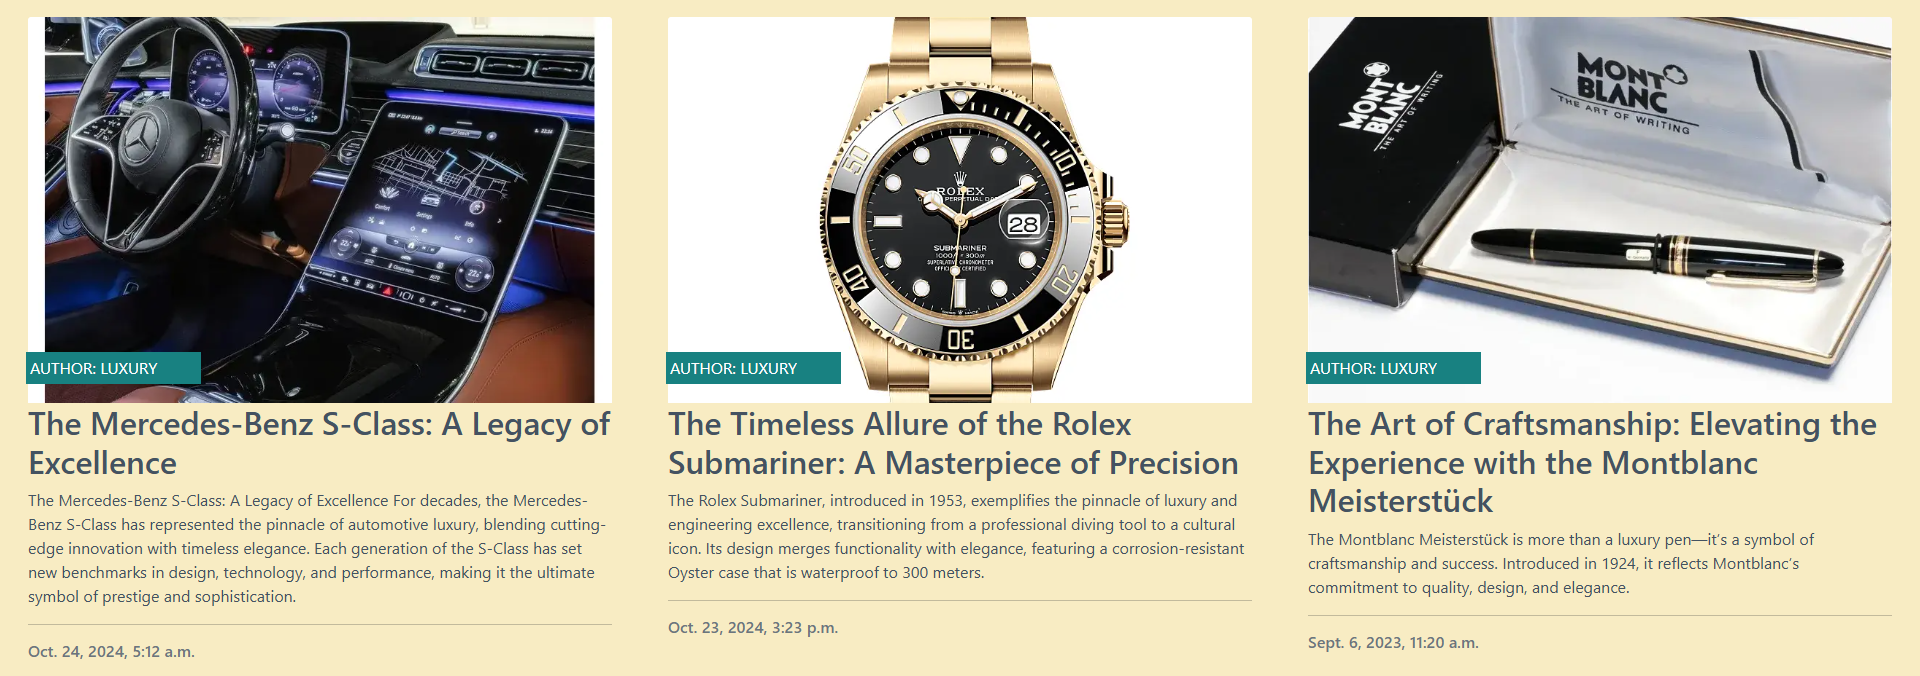 AUTHOR: LUXURY
The Mercedes-Benz S-Class: A Legacy of
Excellence
The Mercedes-Benz S-Class: A Legacy of Excellence For decades, the Mercedes-
Benz S-Class has represented the pinnacle of automotive luxury, blending cutting-
edge innovation with timeless elegance. Each generation of the S-Class has set
new benchmarks in design, technology, and performance, making it the ultimate
symbol of prestige and sophistication.
Oct. 24, 2024, 5:12 a.m.
50
10
ROLEX
28
SUBMARINER
40
20
30
AUTHOR: LUXURY
The Timeless Allure of the Rolex
Submariner: A Masterpiece of Precision
The Rolex Submariner, introduced in 1953, exemplifies the pinnacle of luxury and
engineering excellence, transitioning from a professional diving tool to a cultural
icon. Its design merges functionality with elegance, featuring a corrosion-resistant
Oyster case that is waterproof to 300 meters.
Oct. 23, 2024, 3:23 p.m.
MONT
BLANC
THE ART OF WRITING
MONT
BLANC
THE ART OF WRITING
AUTHOR: LUXURY
The Art of Craftsmanship: Elevating the
Experience with the Montblanc
Meisterstück
The Montblanc Meisterstück is more than a luxury pen—it’s a symbol of
craftsmanship and success. Introduced in 1924, it reflects Montblanc’s
commitment to quality, design, and elegance.
Sept. 6, 2023, 11:20 a.m.